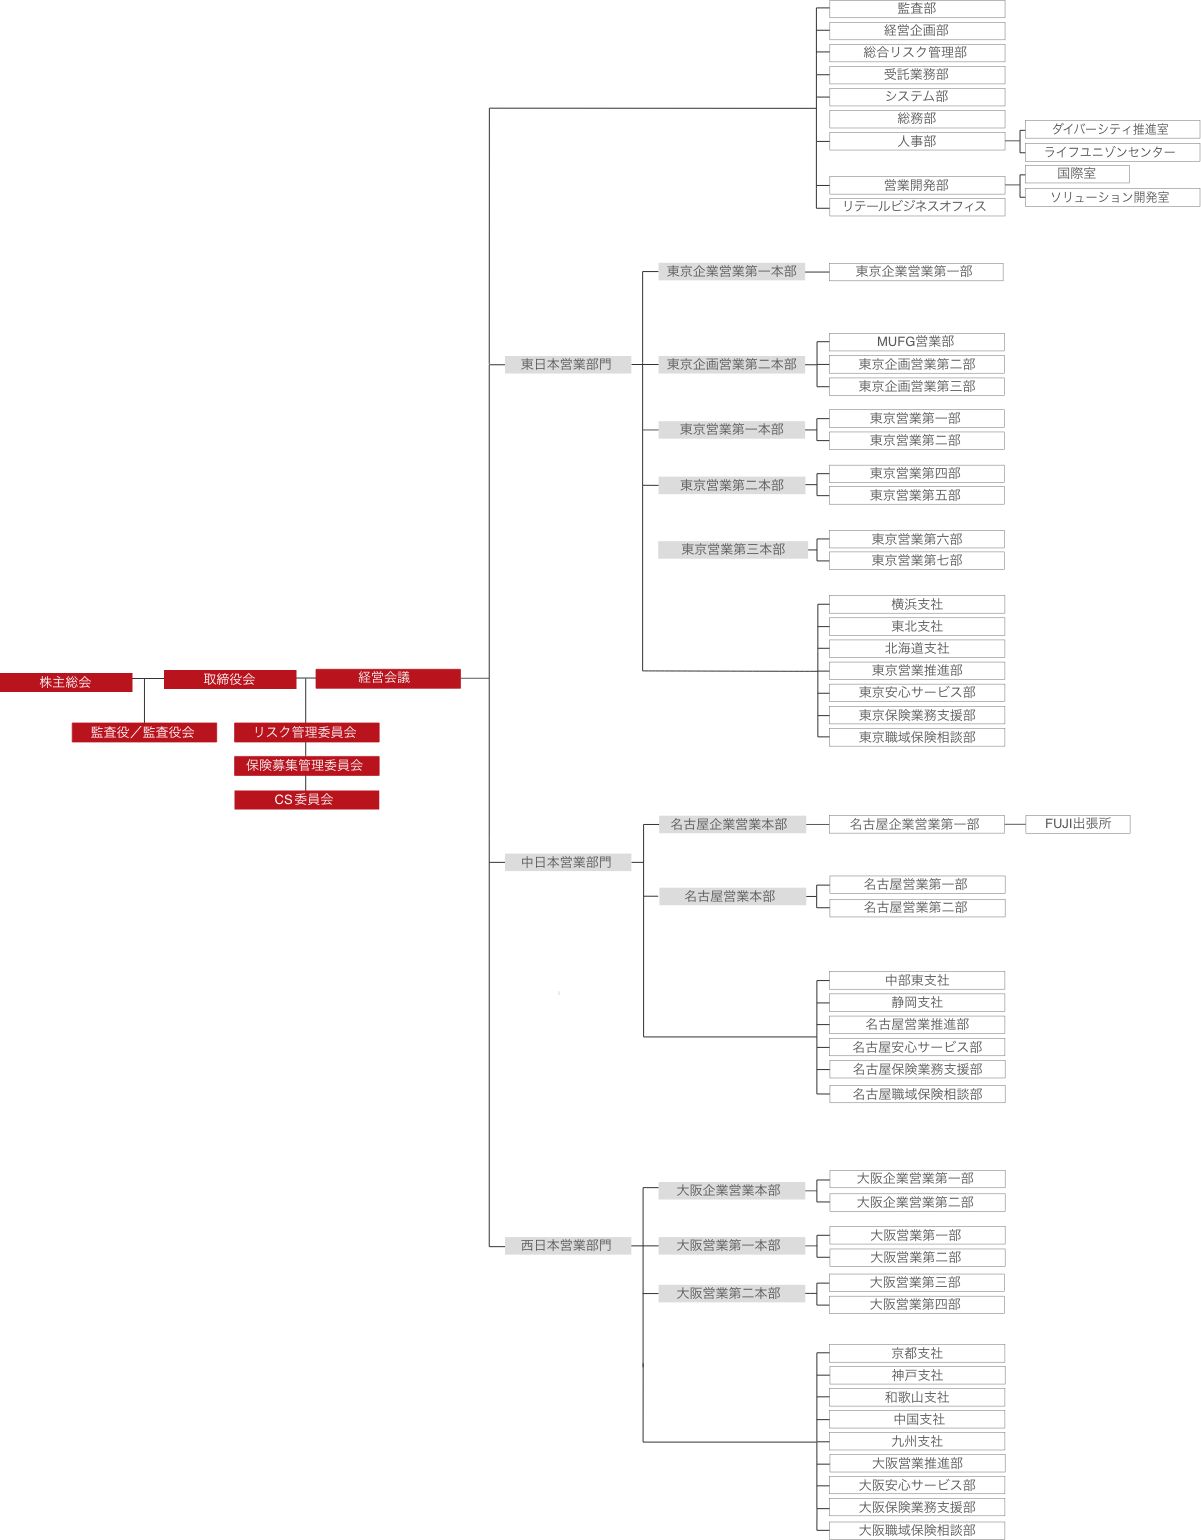 監査部
経営企画部
総合リスク管理部
受託業務部
システム部
総務部
人事部
ダイバーシティ推進室
ライフユニゾンセンター
営業開発部
国際室
ソリューション開発室
リテールビジネスオフィス
東日本営業部門
東京企業営業第一本部
東京企業営業第一部
東京企画営業第二本部
MUFG営業部
東京企画営業第二部
東京企画営業第三部
東京営業第一本部
東京営業第一部
東京営業第二部
東京営業第二本部
東京営業第四部
東京営業第五部
東京営業第三本部
東京営業第六部
東京営業第七部
横浜支社
東北支社
北海道支社
東京営業推進部
東京安心サービス部
東京保険業務支援部
東京職域保険相談部
株主総会
取締役会
経営会議
監査役／監査役会
リスク管理委員会
保険募集管理委員会
CS委員会
中日本営業部門
名古屋企業営業本部
名古屋企業営業第一部
FUJI出張所
名古屋営業本部
名古屋営業第一部
名古屋営業第二部
中部東支社
静岡支社
名古屋営業推進部
名古屋安心サービス部
名古屋保険業務支援部
名古屋職域保険相談部
西日本営業部門
大阪企業営業本部
大阪企業営業第一部
大阪企業営業第二部
大阪営業第一本部
大阪営業第一部
大阪営業第二部
大阪営業第二本部
大阪営業第三部
大阪営業第四部
京都支社
神戸支社
和歌山支社
中国支社
九州支社
大阪営業推進部
大阪安心サービス部
大阪保険業務支援部
大阪職域保険相談部